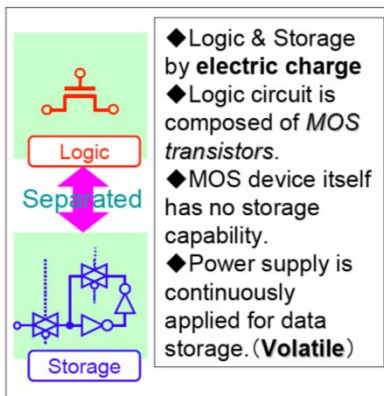 Logic
Separated
Storage
◆Logic & Storage
by electric charge
◆Logic circuit is
composed of MOS
transistors.
◆MOS device itself
has no storage
capability.
◆Power supply is
continuously
applied for data
storage.(Volatile)